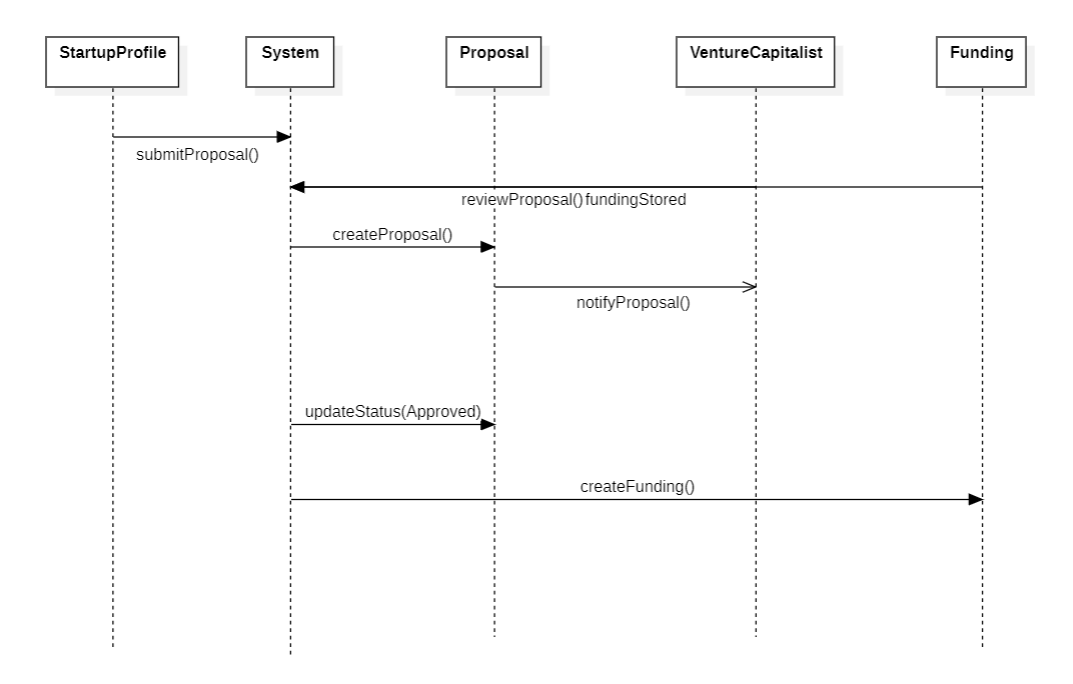 StartupProfile
System
Proposal
VentureCapitalist
Funding
submitProposal()
reviewProposal() fundingStored
createProposal()
notifyProposal()
updateStatus(Approved)
createFunding()